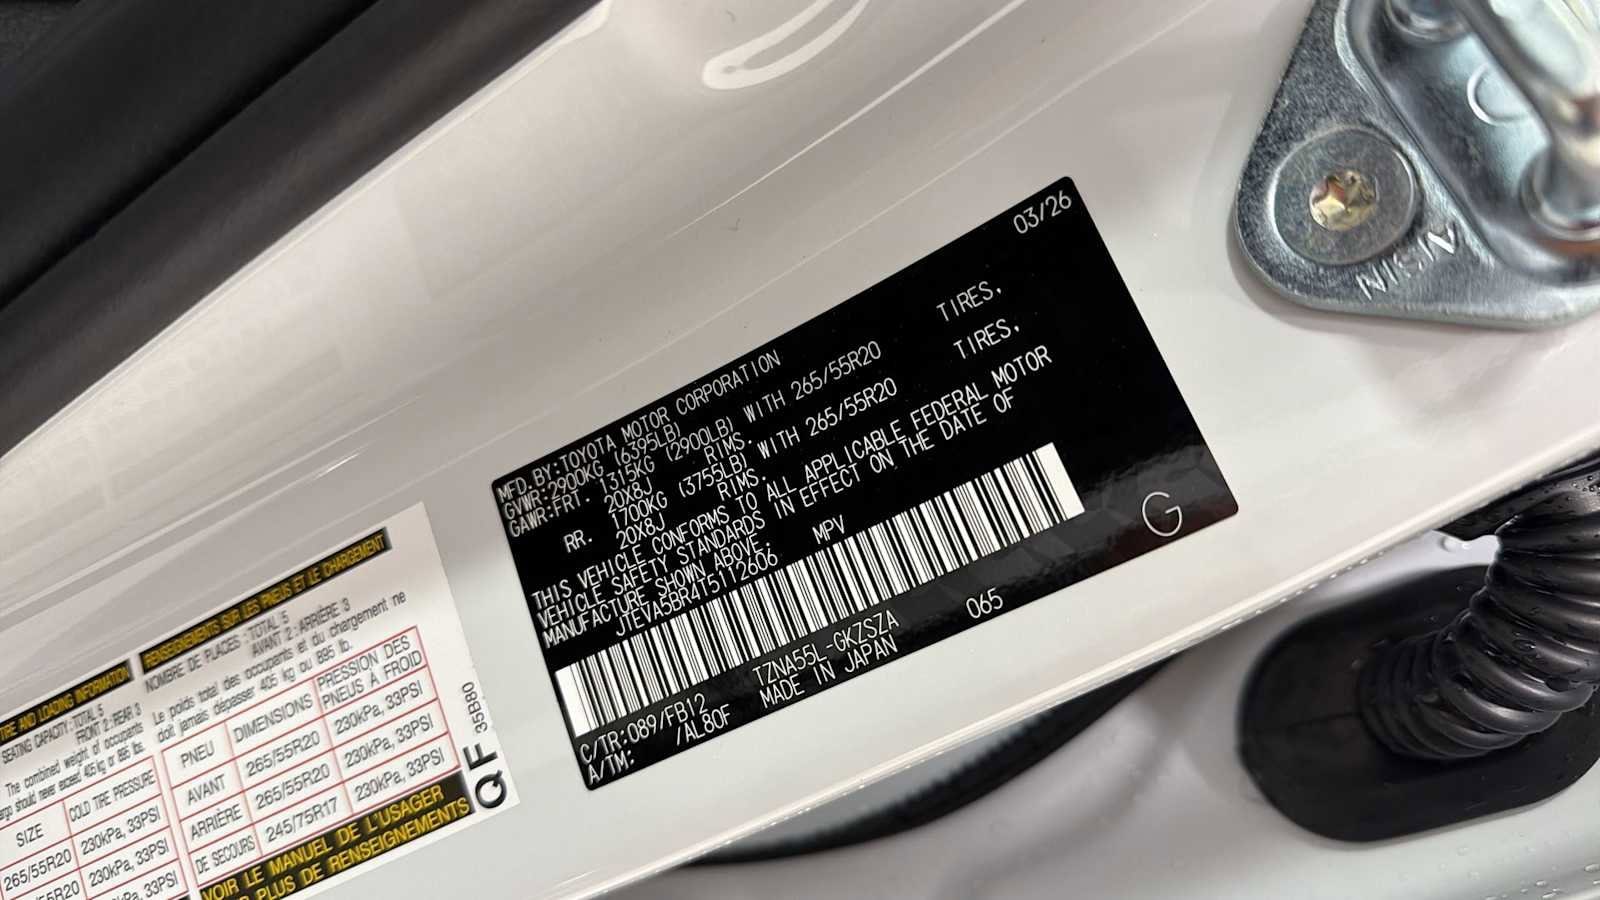 03/26
MFD.BY:TOYOTA MOTOR CORPORATION
GVWR:2900KG (6395LB)
GAWR:FRT. 1315KG (2900LB) WITH 265/55R20 TIRES,
20X8J RIMS.
RR. 1700KG (3755LB) WITH 265/55R20 TIRES,
20X8J RIMS.
THIS VEHICLE CONFORMS TO ALL APPLICABLE FEDERAL MOTOR
VEHICLE SAFETY STANDARDS IN EFFECT ON THE DATE OF
MANUFACTURE SHOWN ABOVE.
JTEVA5BR4T5112606 MPV
C/TR:089/FB12 TZNA55L-GKZSZA 065
A/TM: /AL80F MADE IN JAPAN
G
AISIN
TIRE AND LOADING INFORMATION
SEATING CAPACITY:TOTAL 5
FRONT 2:REAR 3
The combined weight of occupants
never exceed 405 kg or 895 lbs.
SIZE COLD TIRE PRESSURE
265/55R20 230kPa, 33PSI
230kPa, 33PSI
230kPa, 33PSI
RENSEIGNEMENTS SUR LES PNEUS ET LE CHARGEMENT
NOMBRE DE PLACES :TOTAL 5
AVANT 2:ARRIÈRE 3
Le poids total des occupants et du chargement ne
doit jamais dépasser 405 kg ou 895 lb.
PNEU DIMENSIONS PRESSION DES PNEUS À FROID
AVANT 265/55R20 230kPa, 33PSI
ARRIÈRE 265/55R20 230kPa, 33PSI
DE SECOURS 245/75R17 230kPa, 33PSI
VOIR LE MANUEL DE L'USAGER
PLUS DE RENSEIGNEMENTS
QF 35B80